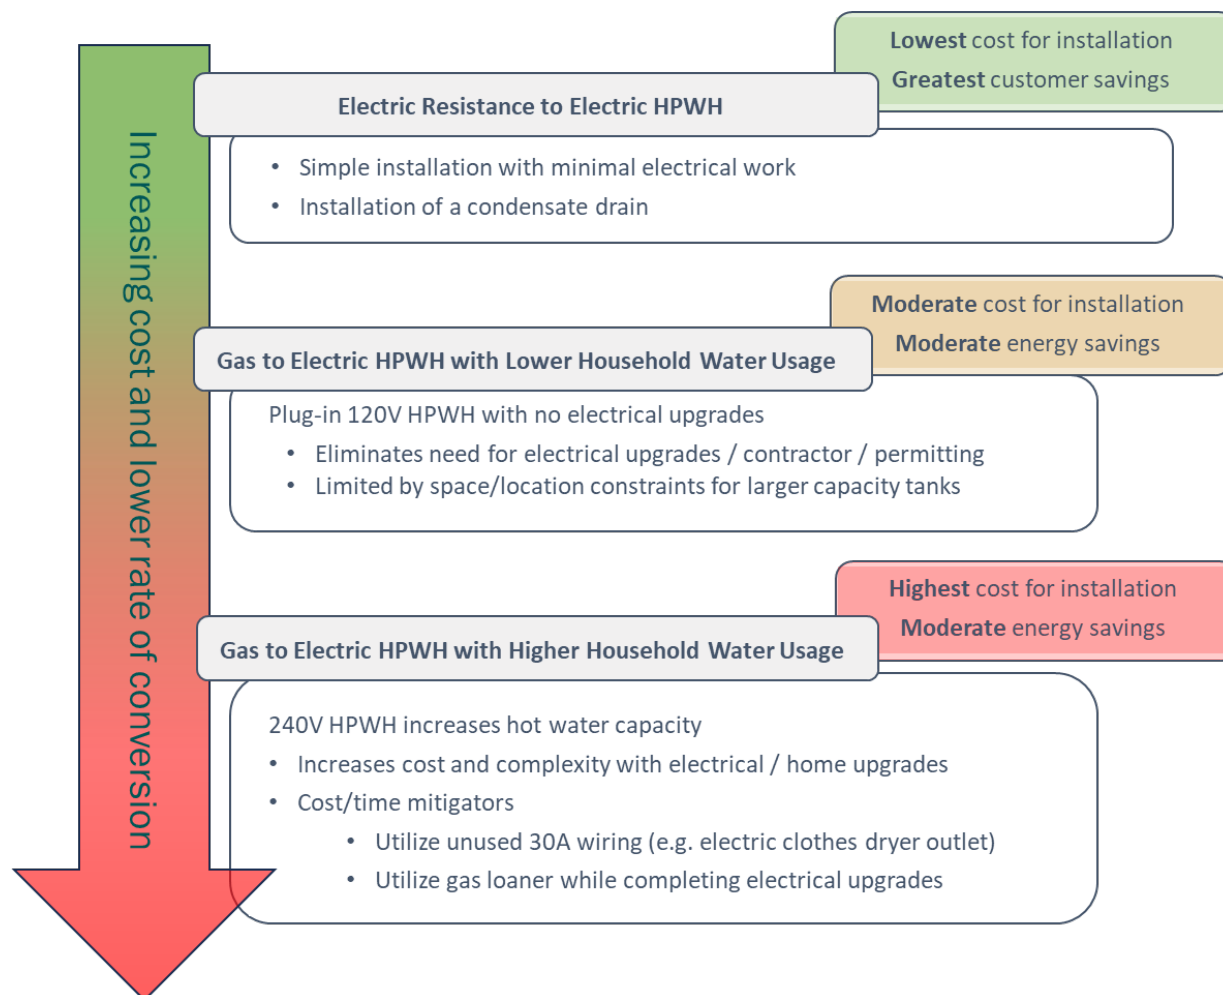 Increasing cost and lower rate of conversion
Lowest cost for installation
Greatest customer savings
Electric Resistance to Electric HPWH
• Simple installation with minimal electrical work
• Installation of a condensate drain
Moderate cost for installation
Moderate energy savings
Gas to Electric HPWH with Lower Household Water Usage
Plug-in 120V HPWH with no electrical upgrades
• Eliminates need for electrical upgrades / contractor / permitting
• Limited by space/location constraints for larger capacity tanks
Highest cost for installation
Moderate energy savings
Gas to Electric HPWH with Higher Household Water Usage
240V HPWH increases hot water capacity
• Increases cost and complexity with electrical / home upgrades
• Cost/time mitigators
• Utilize unused 30A wiring (e.g. electric clothes dryer outlet)
• Utilize gas loaner while completing electrical upgrades